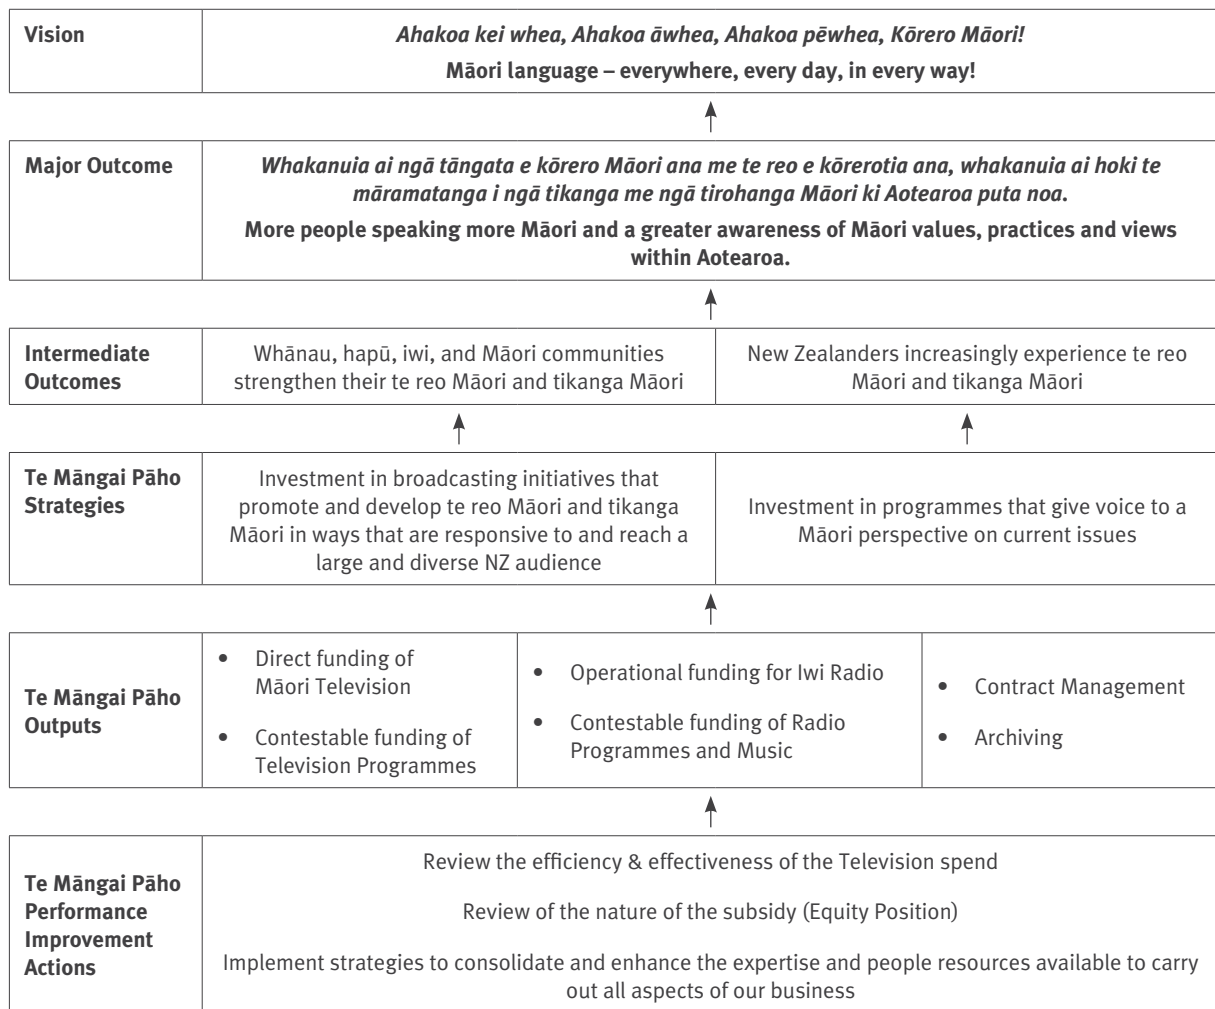 Vision
Ahakoa kei whea, Ahakoa āwhea, Ahakoa pēwhea, Kōrero Māori!
Māori language – everywhere, every day, in every way!
Major Outcome
Whakanuia ai ngā tāngata e kōrero Māori ana me te reo e kōrerotia ana, whakanuia ai hoki te
māramatanga i ngā tikanga me ngā tirohanga Māori ki Aotearoa puta noa.
More people speaking more Māori and a greater awareness of Māori values, practices and views
within Aotearoa.
Intermediate
Outcomes
Whānau, hapū, iwi, and Māori communities
strengthen their te reo Māori and tikanga Māori
New Zealanders increasingly experience te reo
Māori and tikanga Māori
Te Māngai Pāho
Strategies
Investment in broadcasting initiatives that
promote and develop te reo Māori and tikanga
Māori in ways that are responsive to and reach a
large and diverse NZ audience
Investment in programmes that give voice to a
Māori perspective on current issues
Te Māngai Pāho
Outputs
• Direct funding of
Māori Television
• Contestable funding of
Television Programmes
• Operational funding for Iwi Radio
• Contestable funding of Radio
Programmes and Music
• Contract Management
• Archiving
Te Māngai Pāho
Performance
Improvement
Actions
Review the efficiency & effectiveness of the Television spend
Review of the nature of the subsidy (Equity Position)
Implement strategies to consolidate and enhance the expertise and people resources available to carry
out all aspects of our business